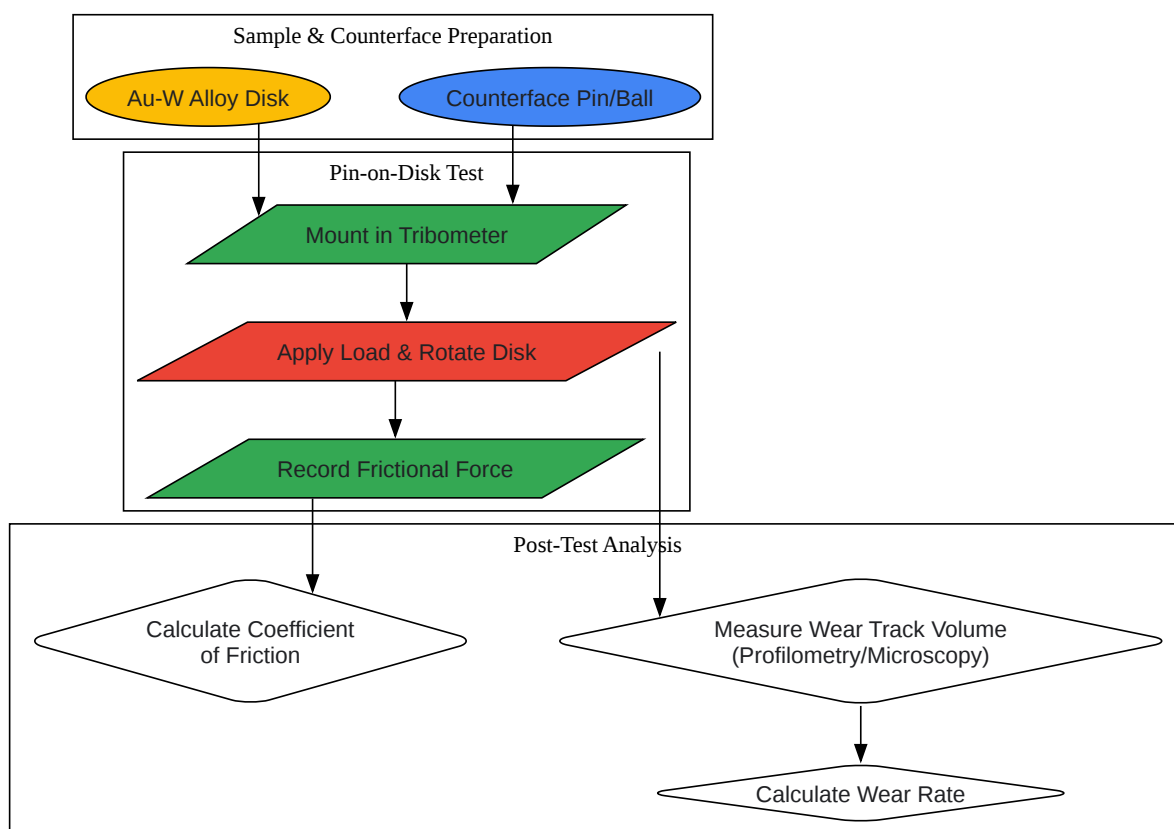 Sample & Counterface Preparation
Au-W Alloy Disk
Counterface Pin/Ball
Pin-on-Disk Test
Mount in Tribometer
Apply Load & Rotate Disk
Record Frictional Force
Post-Test Analysis
Calculate Coefficient
of Friction
Measure Wear Track Volume
(Profilometry/Microscopy)
Calculate Wear Rate